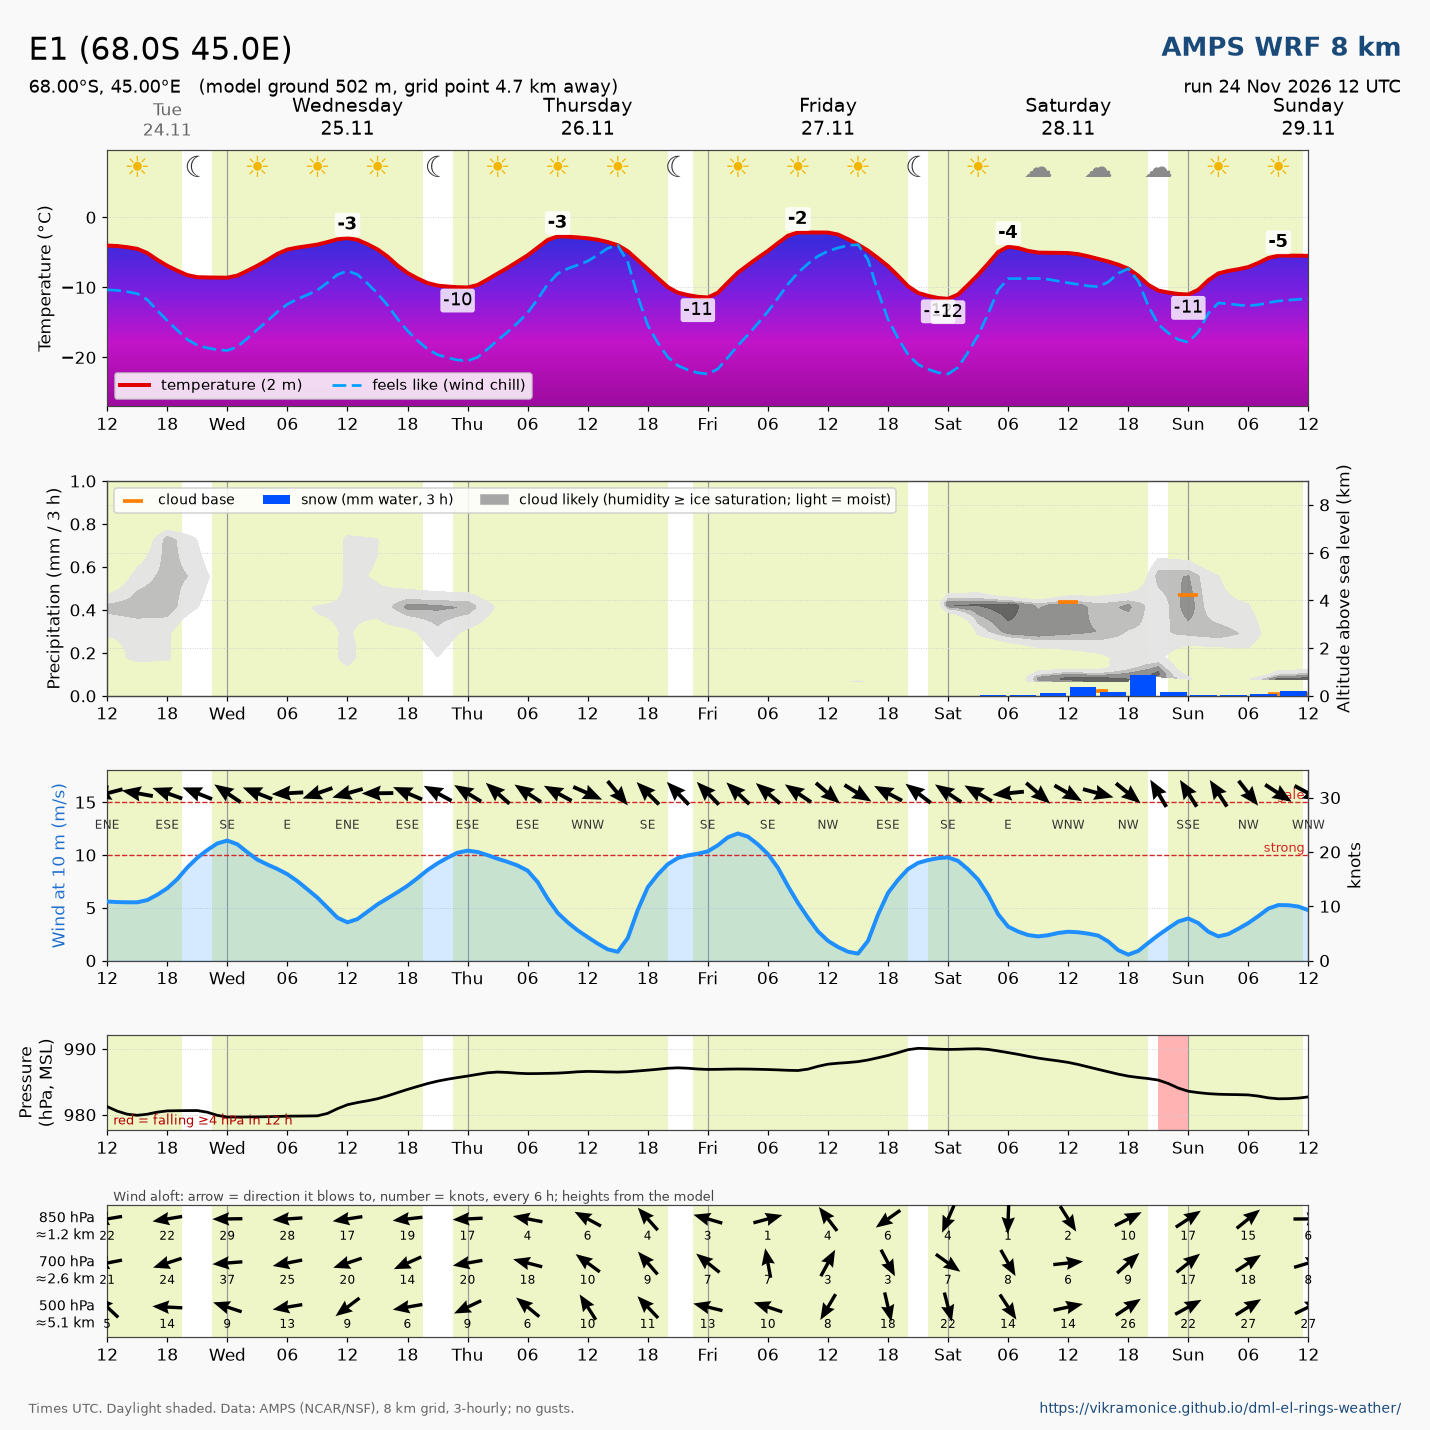 E1 (68.0S 45.0E)
AMPS WRF 8 km
68.00°S, 45.00°E (model ground 502 m, grid point 4.7 km away)
run 24 Nov 2026 12 UTC
Tue Wednesday Thursday Friday Saturday Sunday
24.11 25.11 26.11 27.11 28.11 29.11
Temperature (°C)
0
−10
−20
-3 -3 -2 -4 -5
-10 -11 -12 -11
temperature (2 m) feels like (wind chill)
12 18 Wed 06 12 18 Thu 06 12 18 Fri 06 12 18 Sat 06 12 18 Sun 06 12
Precipitation (mm / 3 h)
1.0
0.8
0.6
0.4
0.2
0.0
cloud base snow (mm water, 3 h) cloud likely (humidity ≥ ice saturation; light = moist)
Altitude above sea level (km)
8
6
4
2
0
12 18 Wed 06 12 18 Thu 06 12 18 Fri 06 12 18 Sat 06 12 18 Sun 06 12
Wind at 10 m (m/s)
15
10
5
0
ENE ESE SE E ENE ESE ESE ESE WNW SE SE SE NW ESE SE E WNW NW SSE NW WNW
strong
30
20
10
0
knots
12 18 Wed 06 12 18 Thu 06 12 18 Fri 06 12 18 Sat 06 12 18 Sun 06 12
Pressure
(hPa, MSL)
990
980
red = falling ≥4 hPa in 12 h
12 18 Wed 06 12 18 Thu 06 12 18 Fri 06 12 18 Sat 06 12 18 Sun 06 12
Wind aloft: arrow = direction it blows to, number = knots, every 6 h; heights from the model
850 hPa
≈1.2 km 22 22 29 28 17 19 17 4 6 4 3 1 4 6 4 1 2 10 17 15 6
700 hPa
≈2.6 km 21 24 37 25 20 14 20 18 10 9 7 7 3 3 7 8 6 9 17 18 8
500 hPa
≈5.1 km 5 14 9 13 9 6 9 6 10 11 13 10 8 18 22 14 14 26 22 27 27
12 18 Wed 06 12 18 Thu 06 12 18 Fri 06 12 18 Sat 06 12 18 Sun 06 12
Times UTC. Daylight shaded. Data: AMPS (NCAR/NSF), 8 km grid, 3-hourly; no gusts.
https://vikramonice.github.io/dml-el-rings-weather/